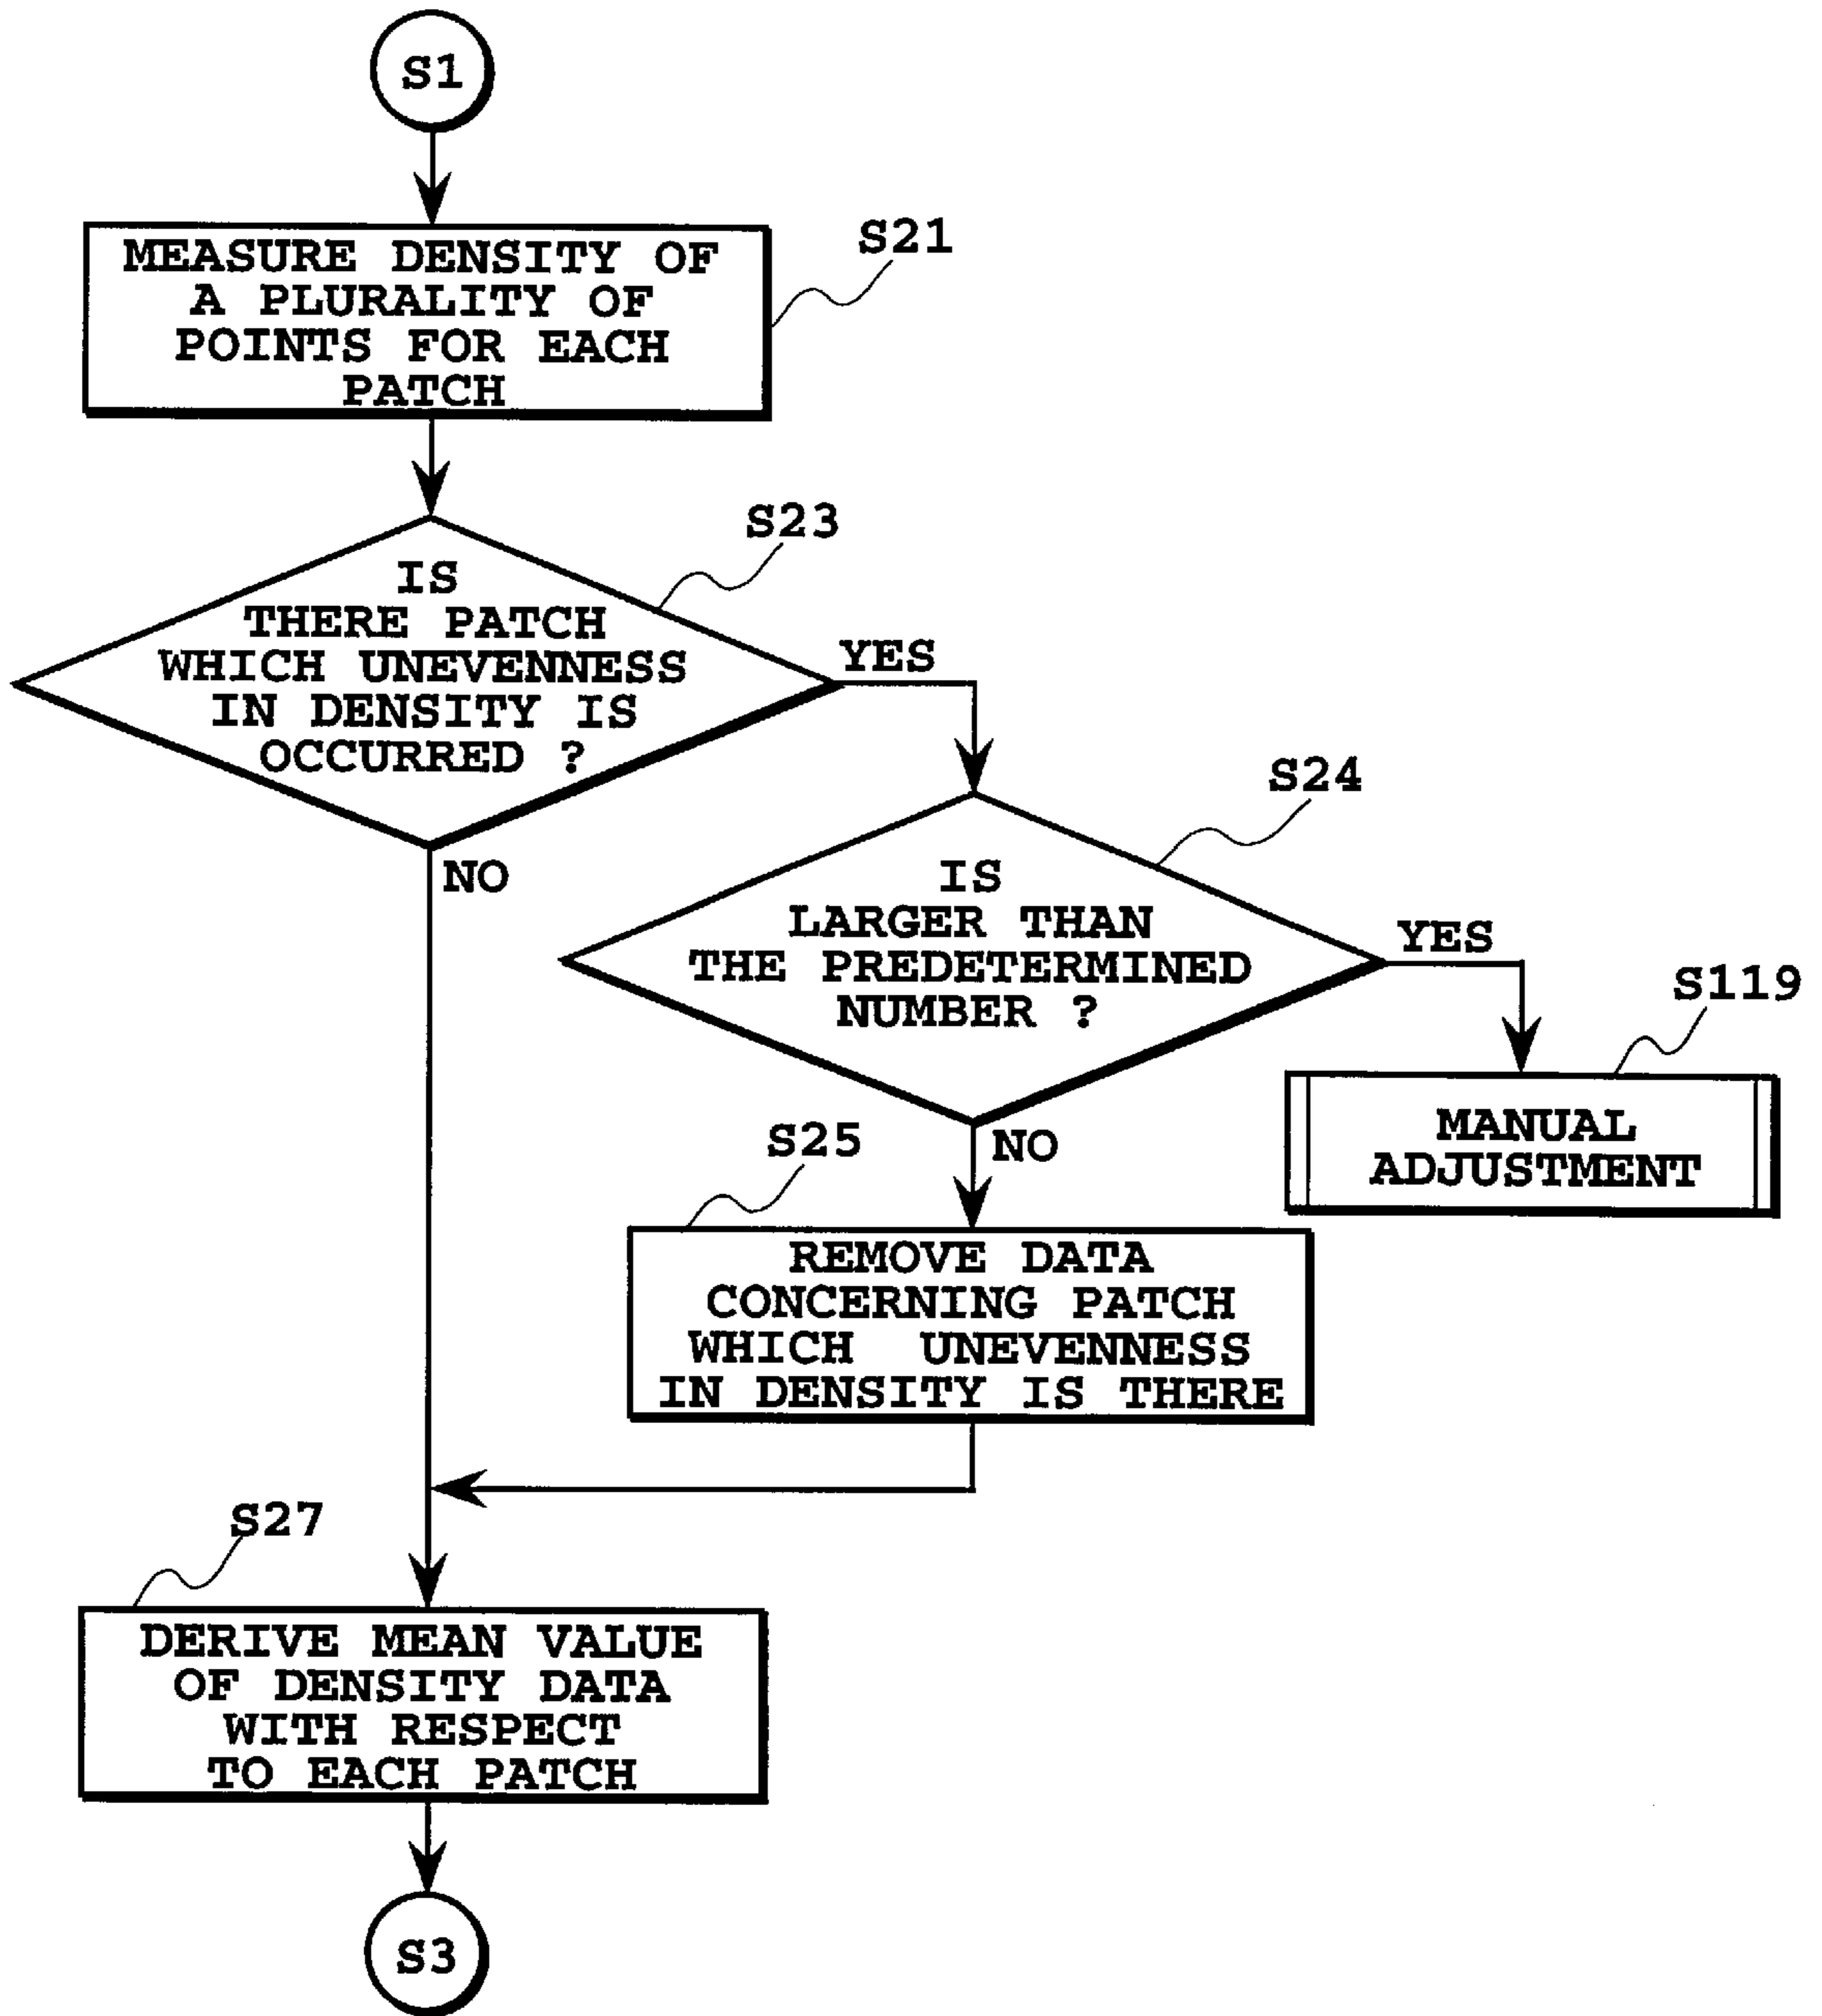 S1
S21
MEASURE DENSITY OF
A PLURALITY OF
POINTS FOR EACH
PATCH
S23
IS
THERE PATCH
WHICH UNEVENNESS
IN DENSITY IS
OCCURRED ?
YES
NO
S24
IS
LARGER THAN
THE PREDETERMINED
NUMBER ?
YES
NO
S119
MANUAL
ADJUSTMENT
S25
REMOVE DATA
CONCERNING PATCH
WHICH UNEVENNESS
IN DENSITY IS THERE
S27
DERIVE MEAN VALUE
OF DENSITY DATA
WITH RESPECT
TO EACH PATCH
S3